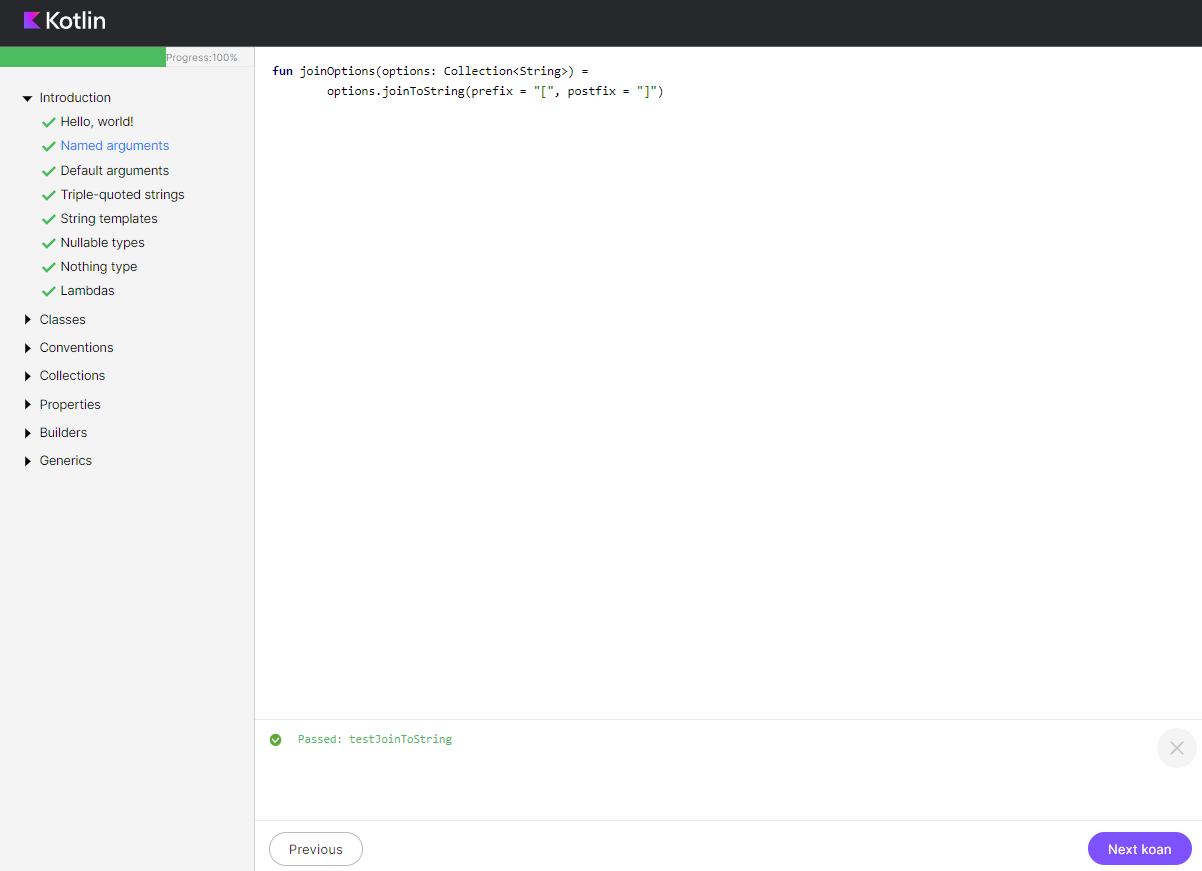 Kotlin
Progress:100%
Introduction
Hello, world!
Named arguments
Default arguments
Triple-quoted strings
String templates
Nullable types
Nothing type
Lambdas
Classes
Conventions
Collections
Properties
Builders
Generics
fun joinOptions(options: Collection<String>) =
        options.joinToString(prefix = "[", postfix = "]")
Passed: testJoinToString
Previous
Next koan